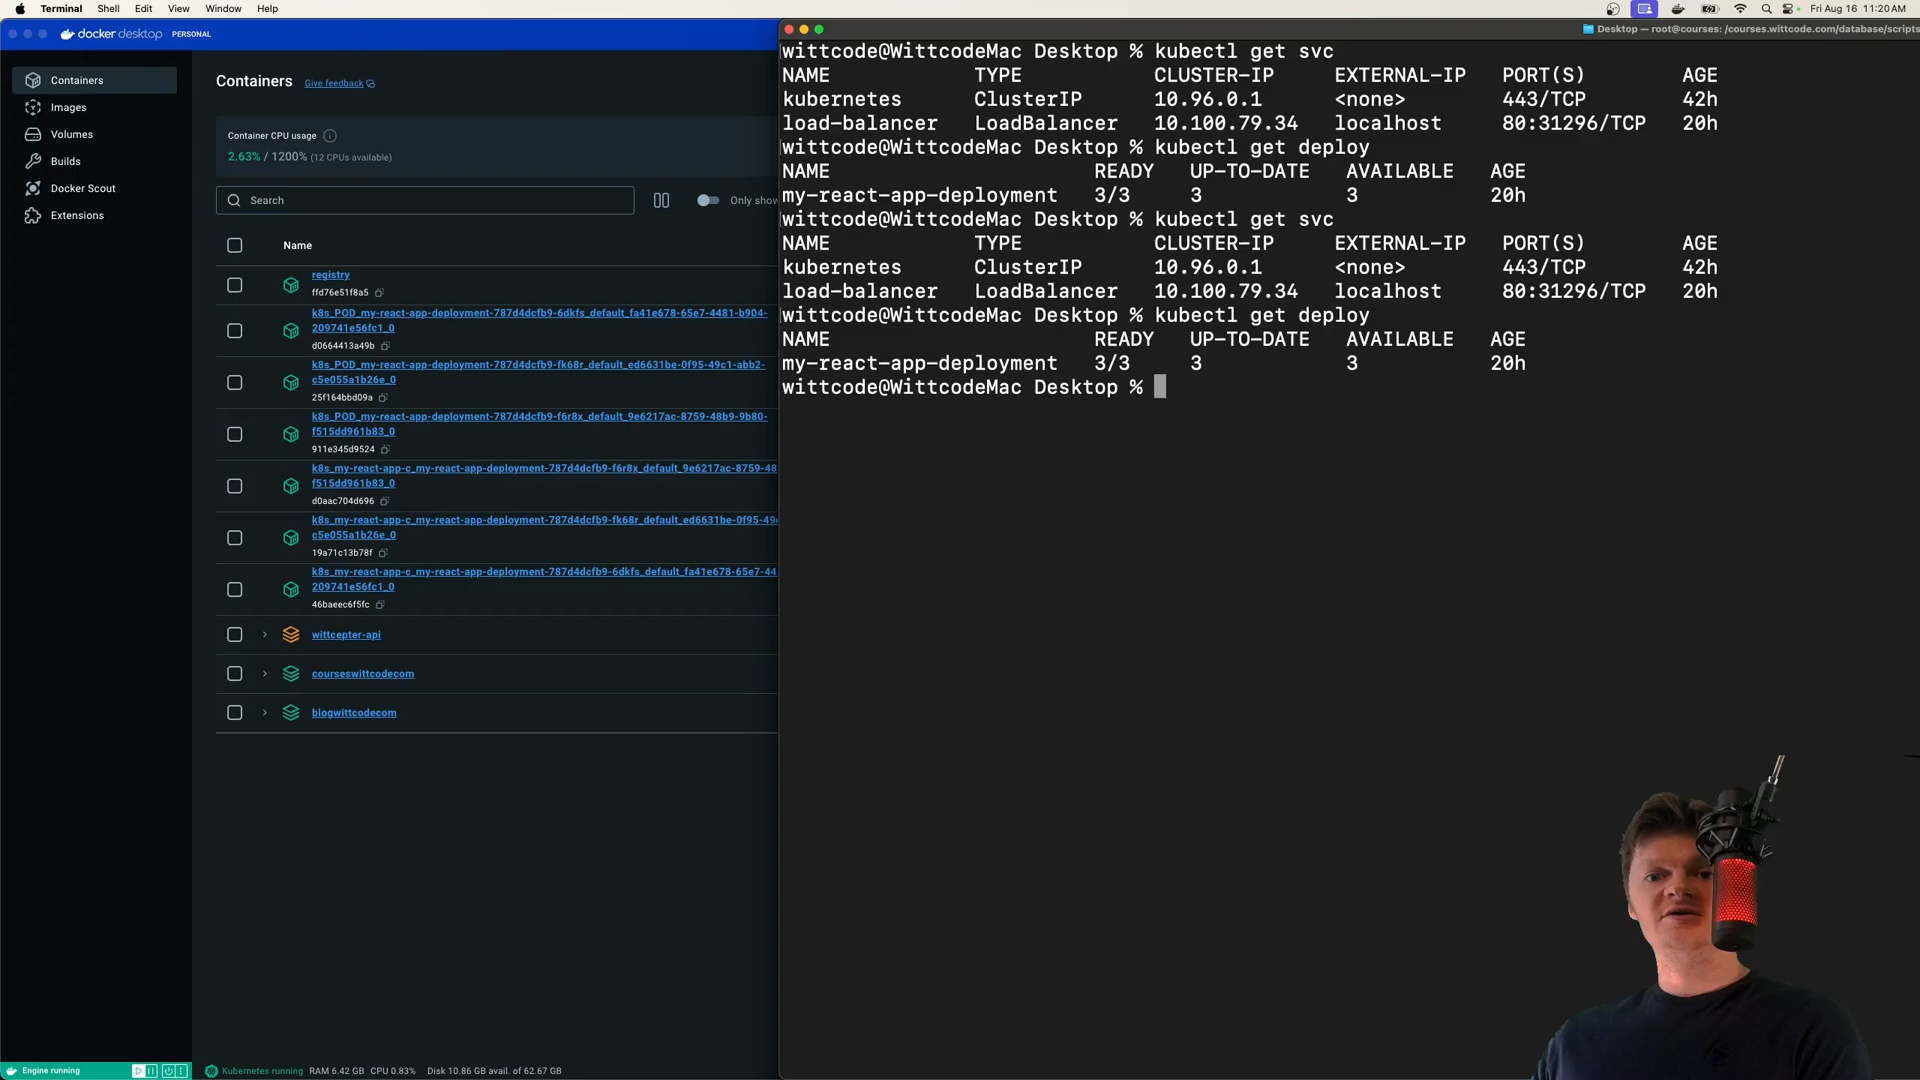 Terminal Shell Edit View Window Help
Fri Aug 16 11:20 AM
docker desktop PERSONAL
Containers
Images
Volumes
Builds
Docker Scout
Extensions
Containers Give feedback
Container CPU usage
2.63% / 1200% (12 CPUs available)
Search
Only show
Name
registry
ffd76e51f8a5
k8s_POD_my-react-app-deployment-787d4dcfb9-6dkfs_default_fa41e678-65e7-4481-b904-
209741e56fc1_0
d0664413a49b
k8s_POD_my-react-app-deployment-787d4dcfb9-fk68r_default_ed6631be-0f95-49c1-abb2-
c5e055a1b26e_0
25f164bbd09a
k8s_POD_my-react-app-deployment-787d4dcfb9-f6r8x_default_9e6217ac-8759-48b9-9b80-
f515dd961b83_0
911e345d9524
k8s_my-react-app-c_my-react-app-deployment-787d4dcfb9-f6r8x_default_9e6217ac-8759-48
f515dd961b83_0
d0aac704d696
k8s_my-react-app-c_my-react-app-deployment-787d4dcfb9-fk68r_default_ed6631be-0f95-49
c5e055a1b26e_0
19a71c13b78f
k8s_my-react-app-c_my-react-app-deployment-787d4dcfb9-6dkfs_default_fa41e678-65e7-44
209741e56fc1_0
46baeec6f5fc
wittcepter-api
courseswittcodecom
blogwittcodecom
Engine running
Kubernetes running RAM 6.42 GB CPU 0.83% Disk 10.86 GB avail. of 62.67 GB
Desktop — root@courses: /courses.wittcode.com/database/scripts
wittcode@WittcodeMac Desktop % kubectl get svc
NAME TYPE CLUSTER-IP EXTERNAL-IP PORT(S) AGE
kubernetes ClusterIP 10.96.0.1 <none> 443/TCP 42h
load-balancer LoadBalancer 10.100.79.34 localhost 80:31296/TCP 20h
wittcode@WittcodeMac Desktop % kubectl get deploy
NAME READY UP-TO-DATE AVAILABLE AGE
my-react-app-deployment 3/3 3 3 20h
wittcode@WittcodeMac Desktop % kubectl get svc
NAME TYPE CLUSTER-IP EXTERNAL-IP PORT(S) AGE
kubernetes ClusterIP 10.96.0.1 <none> 443/TCP 42h
load-balancer LoadBalancer 10.100.79.34 localhost 80:31296/TCP 20h
wittcode@WittcodeMac Desktop % kubectl get deploy
NAME READY UP-TO-DATE AVAILABLE AGE
my-react-app-deployment 3/3 3 3 20h
wittcode@WittcodeMac Desktop %